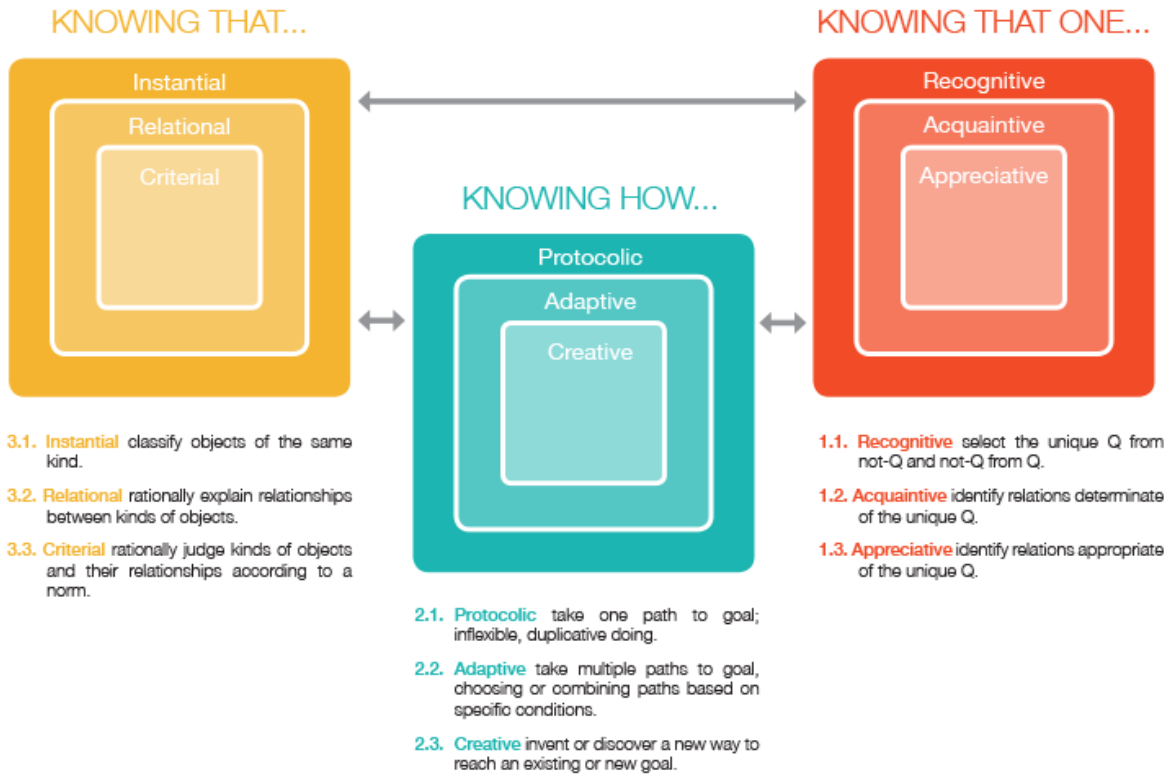 KNOWING THAT...
Instantial
Relational
Criterial
3.1. Instantial classify objects of the same
kind.
3.2. Relational rationally explain relationships
between kinds of objects.
3.3. Criterial rationally judge kinds of objects
and their relationships according to a
norm.
KNOWING HOW...
Protocolic
Adaptive
Creative
2.1. Protocolic take one path to goal;
inflexible, duplicative doing.
2.2. Adaptive take multiple paths to goal,
choosing or combining paths based on
specific conditions.
2.3. Creative invent or discover a new way to
reach an existing or new goal.
KNOWING THAT ONE...
Recognitive
Acquaintive
Appreciative
1.1. Recognitive select the unique Q from
not-Q and not-Q from Q.
1.2. Acquaintive identify relations determinate
of the unique Q.
1.3. Appreciative identify relations appropriate
of the unique Q.